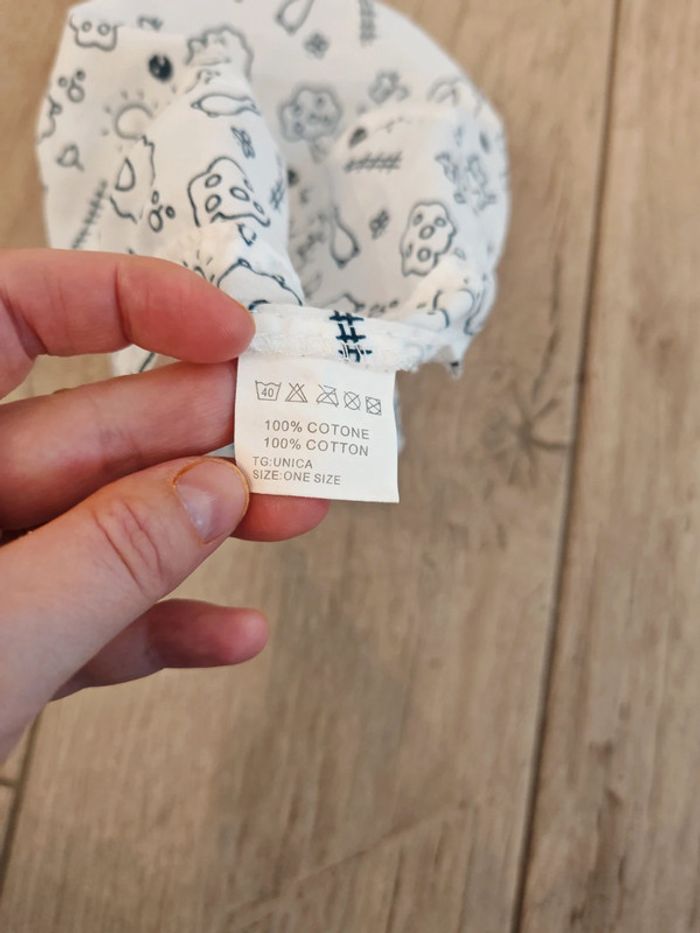 40
100% COTONE
100% COTTON
TG:UNICA
SIZE:ONE SIZE